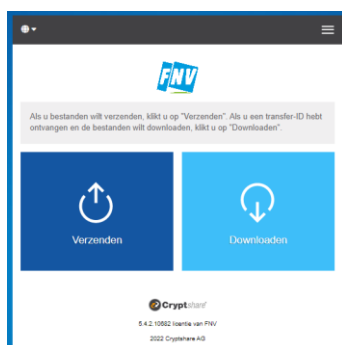 FNV
Als u bestanden wilt verzenden, klikt u op "Verzenden". Als u een transfer-ID hebt
ontvangen en de bestanden wilt downloaden, klikt u op "Downloaden".
Verzenden
Downloaden
Cryptshare
5.4.2.10682 licentie van FNV
2022 Cryptshare AG